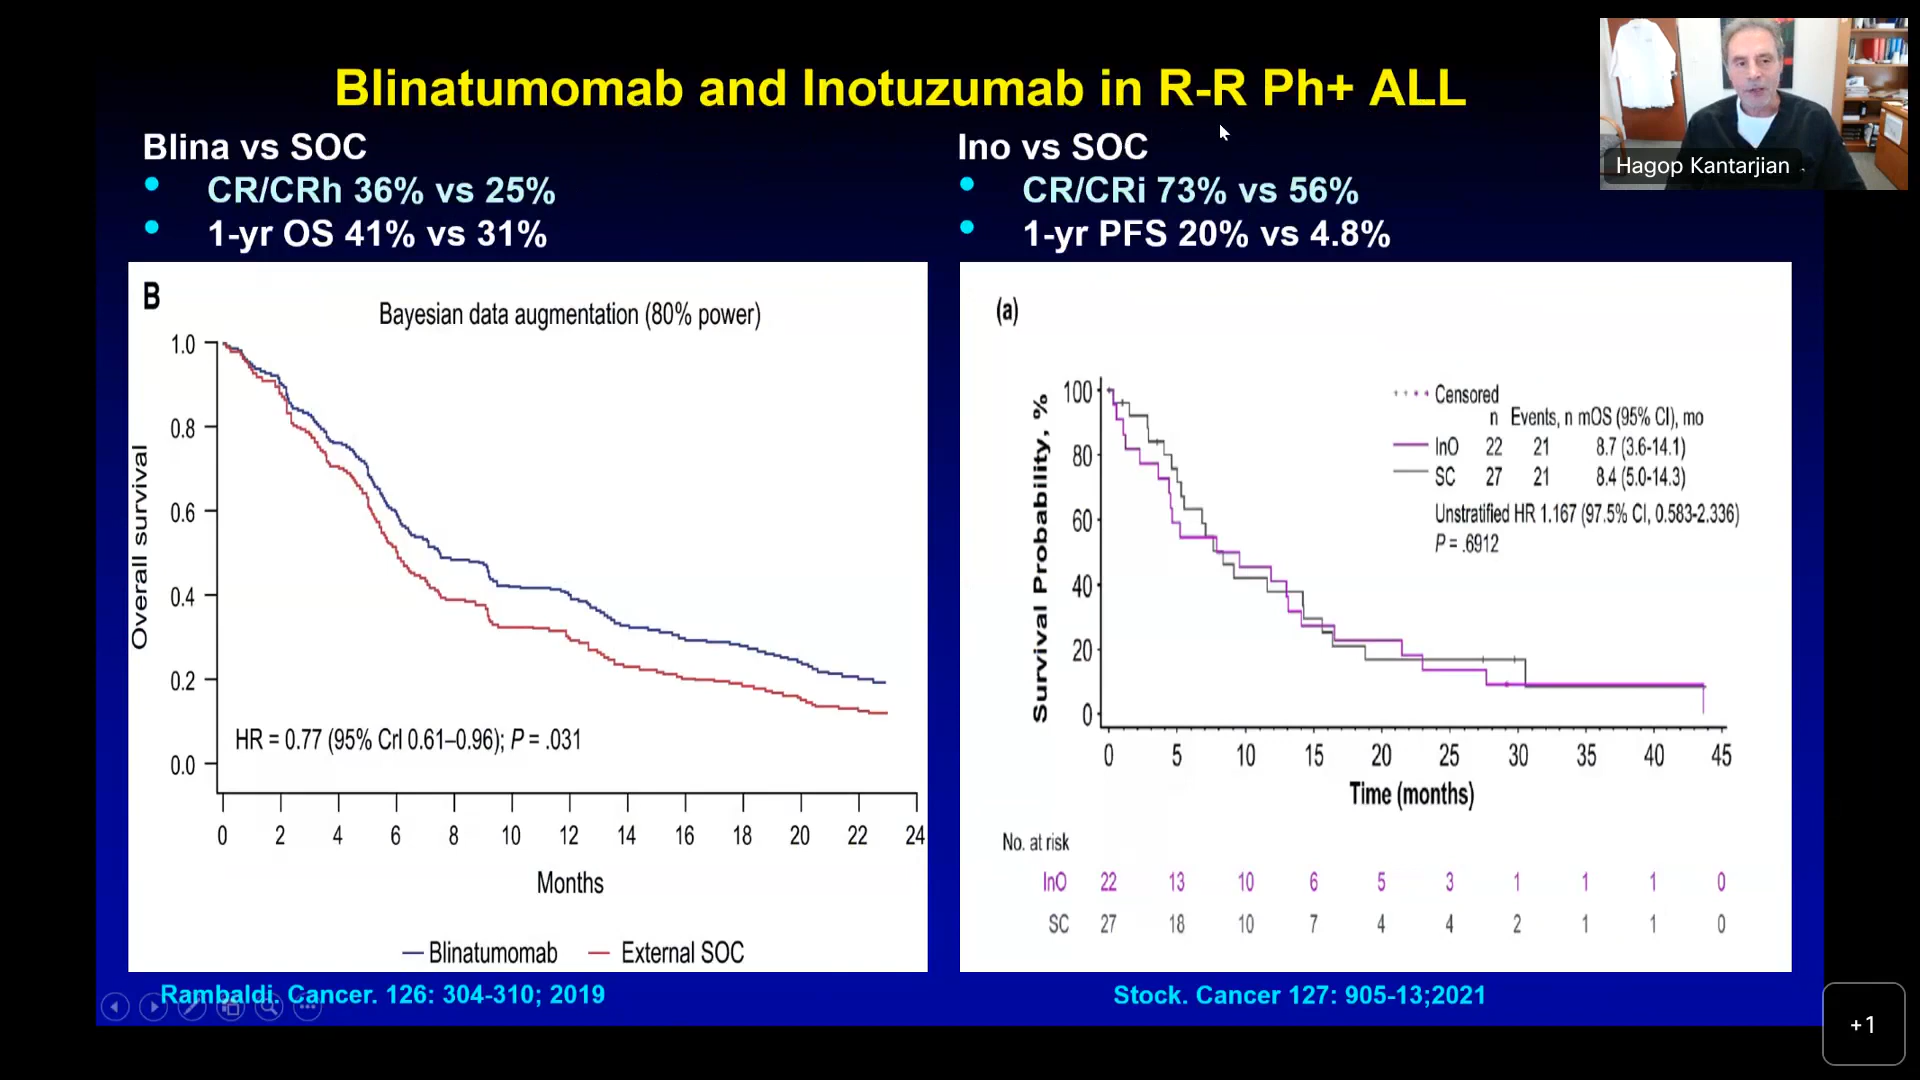 Blinatumomab and Inotuzumab in R-R Ph+ ALL
Hagop Kantarjian
Blina vs SOC
• CR/CRh 36% vs 25%
• 1-yr OS 41% vs 31%
Ino vs SOC
• CR/CRi 73% vs 56%
• 1-yr PFS 20% vs 4.8%
B
Bayesian data augmentation (80% power)
Overall survival
1.0
0.8
0.6
0.4
0.2
0.0
HR = 0.77 (95% CrI 0.61–0.96); P = .031
0 2 4 6 8 10 12 14 16 18 20 22 24
Months
— Blinatumomab — External SOC
Rambaldi. Cancer. 126: 304-310; 2019
(a)
Survival Probability, %
100
80
60
40
20
0
Censored
n Events, n mOS (95% CI), mo
InO 22 21 8.7 (3.6-14.1)
SC 27 21 8.4 (5.0-14.3)
Unstratified HR 1.167 (97.5% CI, 0.583-2.336)
P = .6912
0 5 10 15 20 25 30 35 40 45
Time (months)
No. at risk
InO 22 13 10 6 5 3 1 1 1 0
SC 27 18 10 7 4 4 2 1 1 0
Stock. Cancer 127: 905-13;2021
+1